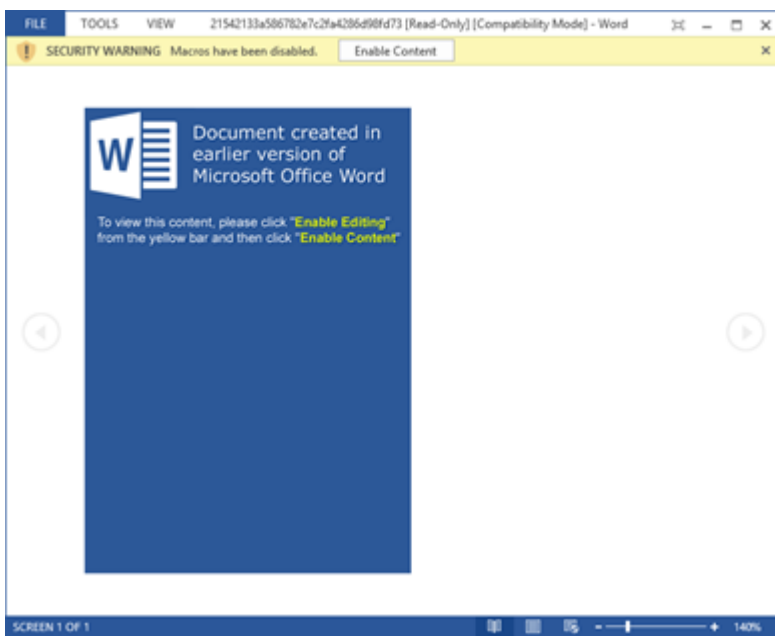 FILE TOOLS VIEW 21542133a586782e7c2fa4286d98fd73 [Read-Only] [Compatibility Mode] - Word
SECURITY WARNING Macros have been disabled. Enable Content
W
Document created in
earlier version of
Microsoft Office Word
To view this content, please click "Enable Editing"
from the yellow bar and then click "Enable Content"
SCREEN 1 OF 1 140%